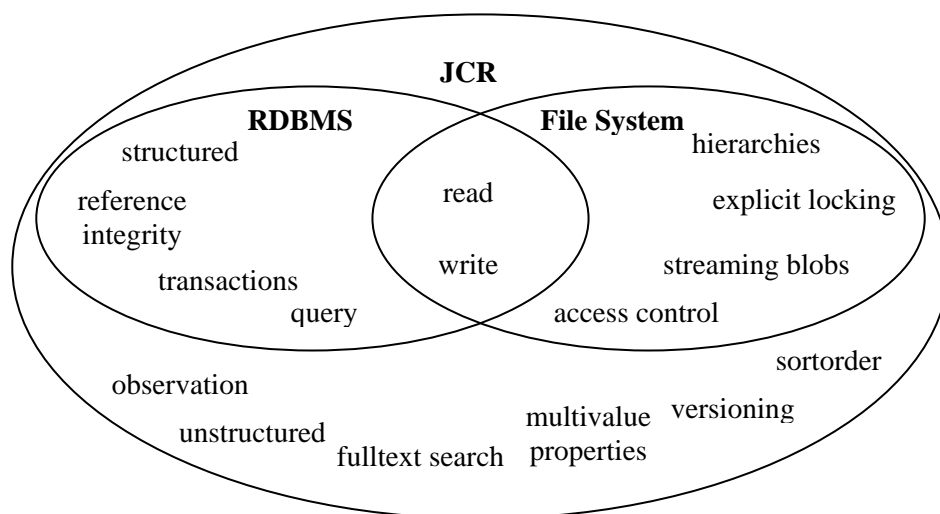 JCR
RDBMS
File System
structured
hierarchies
reference
integrity
read
explicit locking
write
streaming blobs
transactions
query
access control
sortorder
observation
multivalue
properties
versioning
unstructured
fulltext search